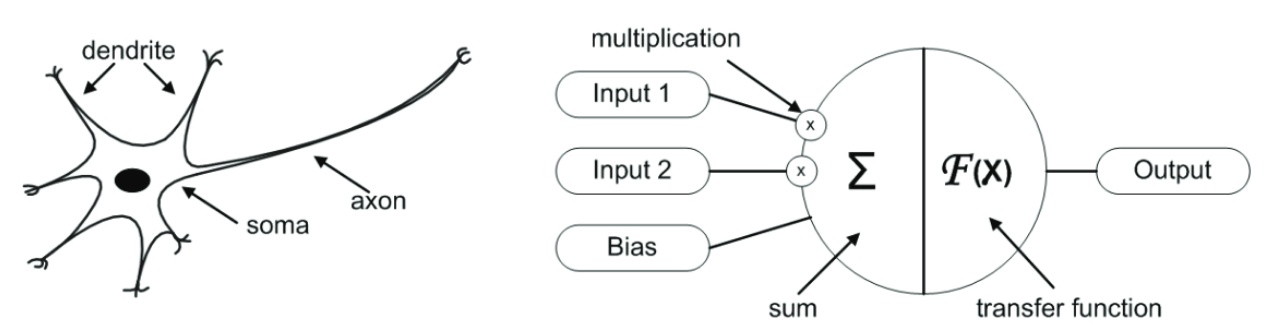 dendrite
axon
soma
multiplication
Input 1
x
Input 2
x
Σ
ℱ(X)
Output
Bias
sum
transfer function